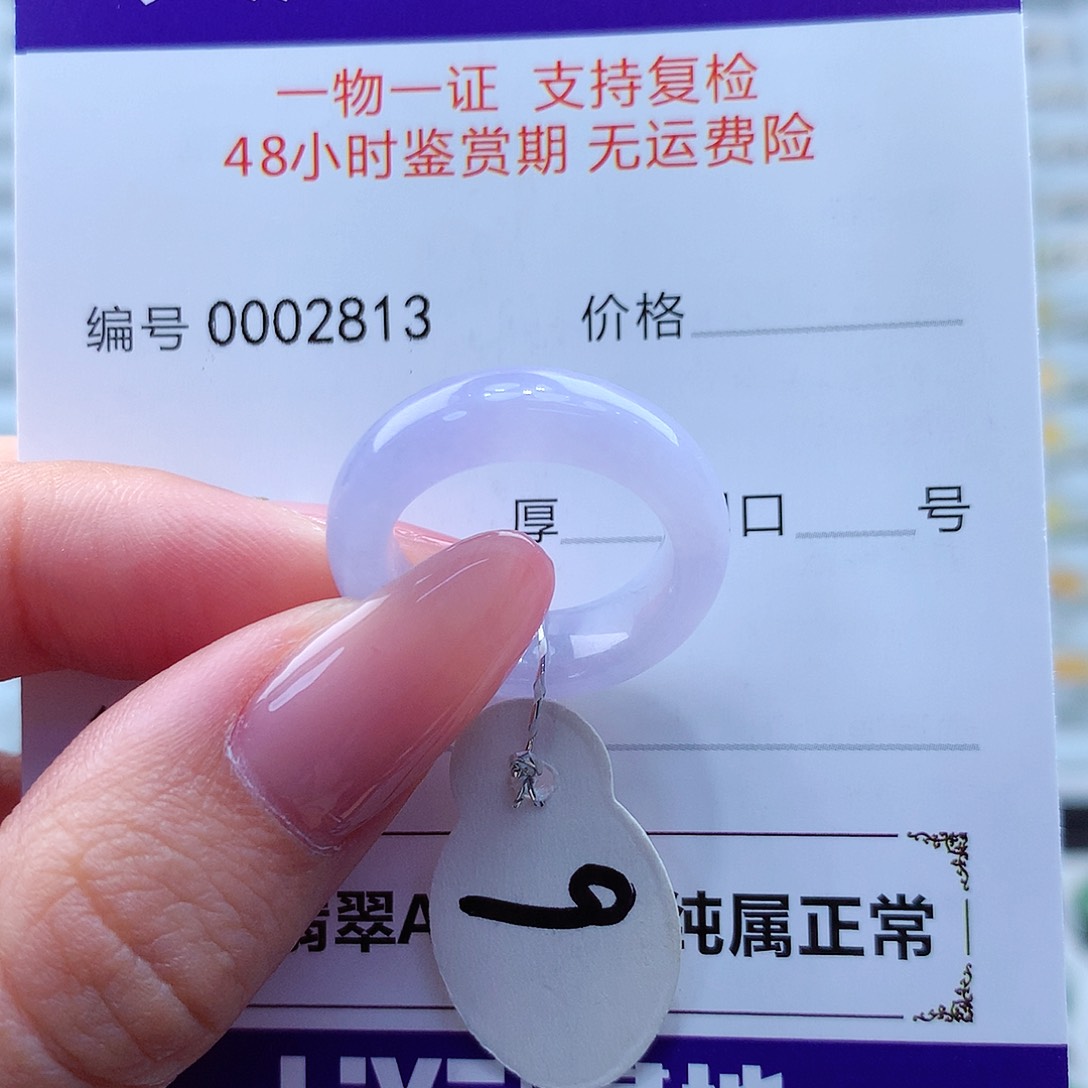 一物一证 支持复检
48小时鉴赏期 无运费险
编号 0002813 价格
厚 口 号
9
翡翠A 纯属正常